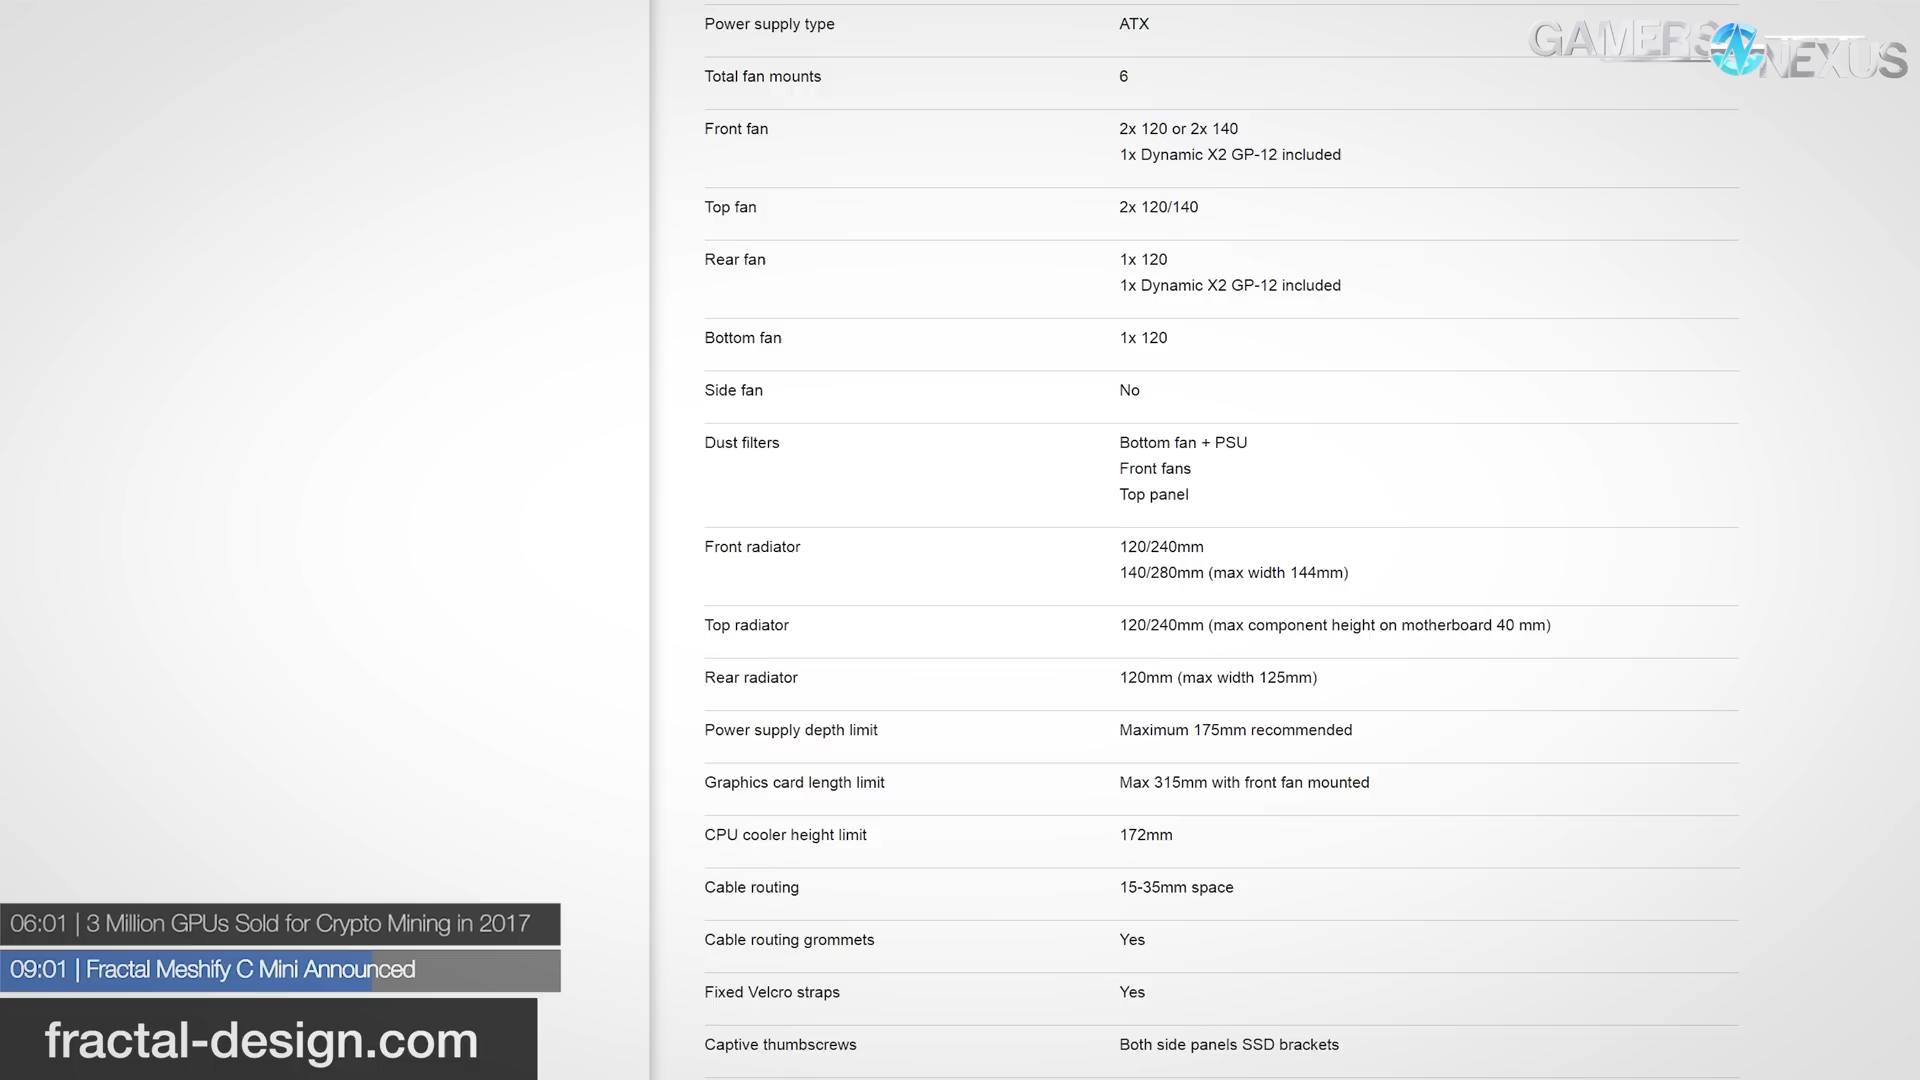 GAMERS NEXUS
Power supply type ATX
Total fan mounts 6
Front fan 2x 120 or 2x 140
1x Dynamic X2 GP-12 included
Top fan 2x 120/140
Rear fan 1x 120
1x Dynamic X2 GP-12 included
Bottom fan 1x 120
Side fan No
Dust filters Bottom fan + PSU
Front fans
Top panel
Front radiator 120/240mm
140/280mm (max width 144mm)
Top radiator 120/240mm (max component height on motherboard 40 mm)
Rear radiator 120mm (max width 125mm)
Power supply depth limit Maximum 175mm recommended
Graphics card length limit Max 315mm with front fan mounted
CPU cooler height limit 172mm
Cable routing 15-35mm space
Cable routing grommets Yes
Fixed Velcro straps Yes
Captive thumbscrews Both side panels SSD brackets
06:01 | 3 Million GPUs Sold for Crypto Mining in 2017
09:01 | Fractal Meshify C Mini Announced
fractal-design.com